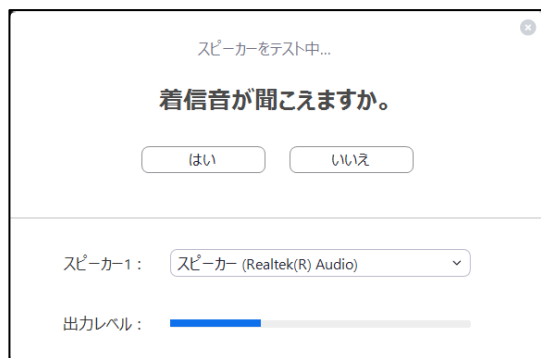 スピーカーをテスト中...
着信音が聞こえますか。
はい
いいえ
スピーカー1：
スピーカー (Realtek(R) Audio)
出力レベル：